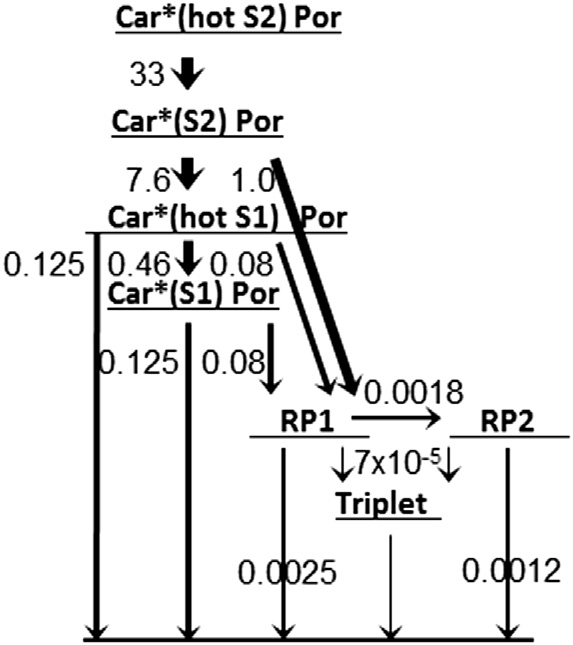 Car*(hot S2) Por
33
Car*(S2) Por
7.6 1.0
Car*(hot S1) Por
0.125 0.46 0.08
Car*(S1) Por
0.125 0.08
0.0018
RP1 RP2
7x10-5
Triplet
0.0025 0.0012